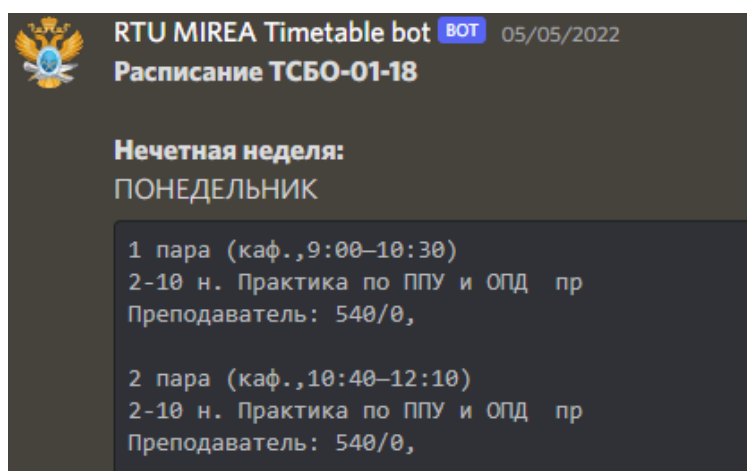 RTU MIREA Timetable bot БОТ 05/05/2022
Расписание ТСБО-01-18
Нечетная неделя:
ПОНЕДЕЛЬНИК
1 пара (каф.,9:00—10:30)
2-10 н. Практика по ППУ и ОПД  пр
Преподаватель: 540/0,
2 пара (каф.,10:40—12:10)
2-10 н. Практика по ППУ и ОПД  пр
Преподаватель: 540/0,